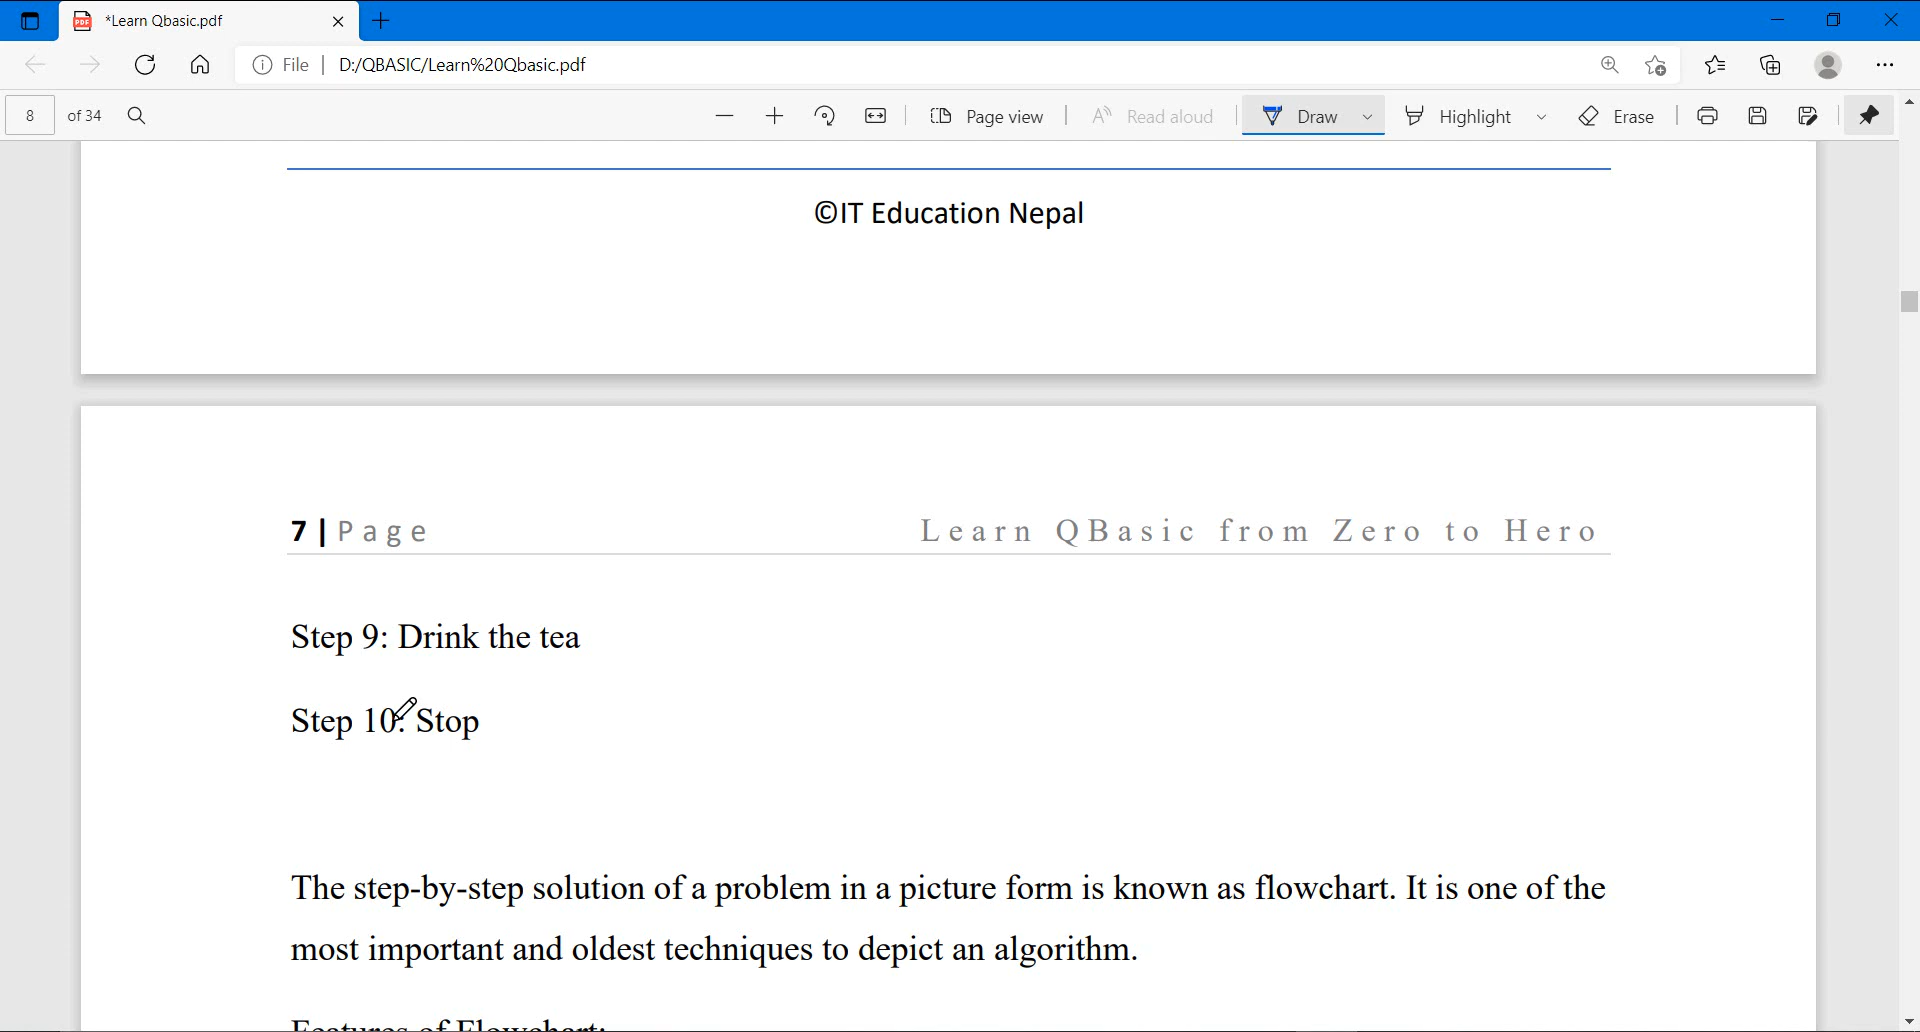 *Learn Qbasic.pdf
File | D:/QBASIC/Learn%20Qbasic.pdf
8 of 34 Page view Read aloud Draw Highlight Erase
©IT Education Nepal
7 | Page Learn QBasic from Zero to Hero
Step 9: Drink the tea
Step 10: Stop
The step-by-step solution of a problem in a picture form is known as flowchart. It is one of the
most important and oldest techniques to depict an algorithm.
Features of Flowchart: